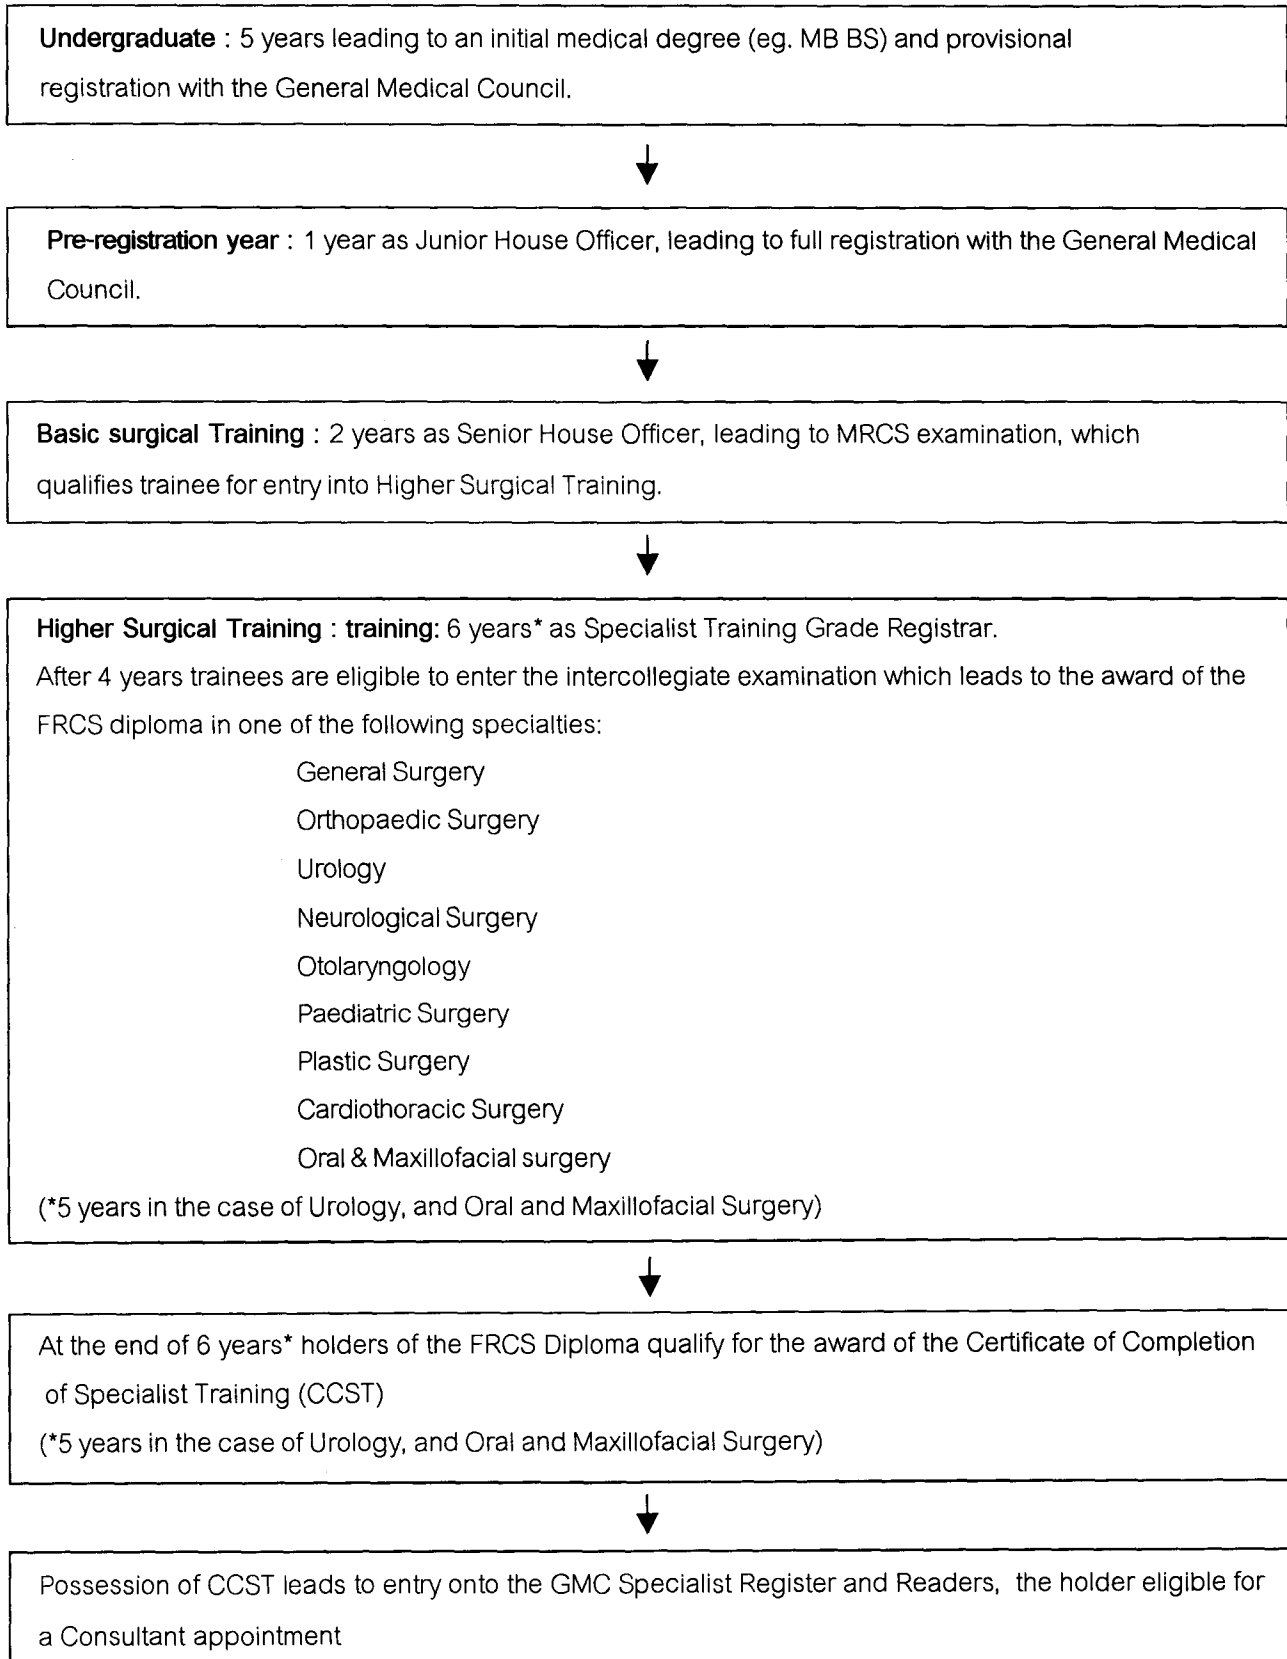 Undergraduate : 5 years leading to an initial medical degree (eg. MB BS) and provisional
registration with the General Medical Council.
Pre-registration year : 1 year as Junior House Officer, leading to full registration with the General Medical
Council.
Basic surgical Training : 2 years as Senior House Officer, leading to MRCS examination, which
qualifies trainee for entry into Higher Surgical Training.
Higher Surgical Training : training: 6 years* as Specialist Training Grade Registrar.
After 4 years trainees are eligible to enter the intercollegiate examination which leads to the award of the
FRCS diploma in one of the following specialties:
General Surgery
Orthopaedic Surgery
Urology
Neurological Surgery
Otolaryngology
Paediatric Surgery
Plastic Surgery
Cardiothoracic Surgery
Oral & Maxillofacial surgery
(*5 years in the case of Urology, and Oral and Maxillofacial Surgery)
At the end of 6 years* holders of the FRCS Diploma qualify for the award of the Certificate of Completion
of Specialist Training (CCST)
(*5 years in the case of Urology, and Oral and Maxillofacial Surgery)
Possession of CCST leads to entry onto the GMC Specialist Register and Readers, the holder eligible for
a Consultant appointment